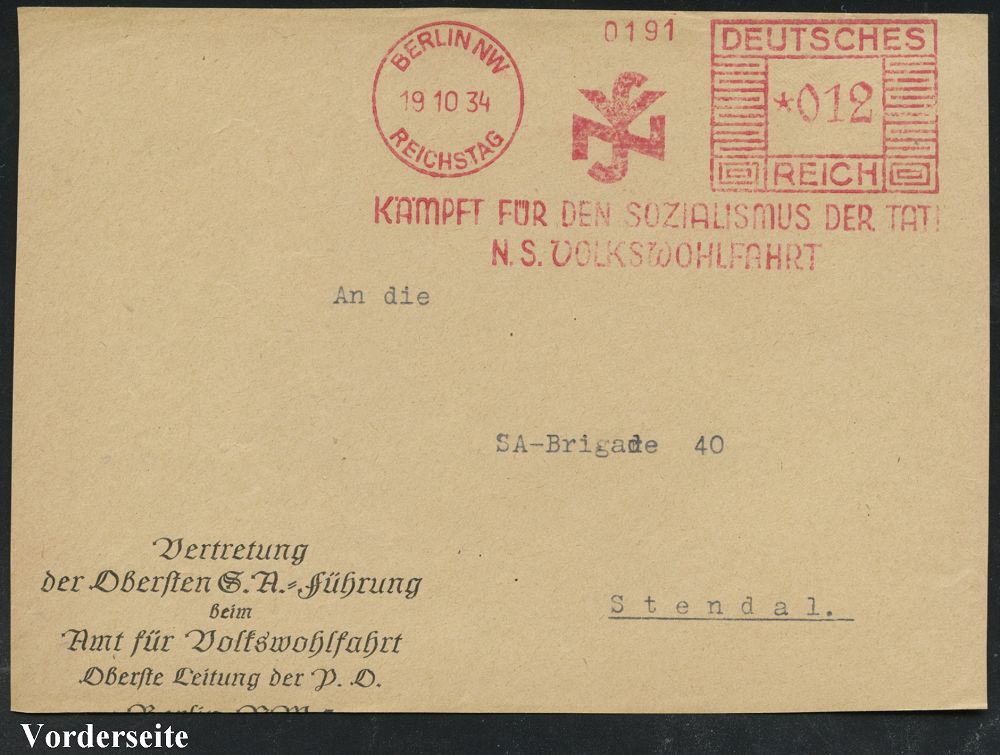 BERLIN NW
19 10 34
REICHSTAG
0191
DEUTSCHES
*012
REICH
KÄMPFT FÜR DEN SOZIALISMUS DER TAT!
N. S. VOLKSWOHLFAHRT
An die
SA-Brigade 40
Stendal.
Vertretung
der Obersten S.A.=Führung
beim
Amt für Volkswohlfahrt
Oberste Leitung der P. O.
Berlin
Vorderseite